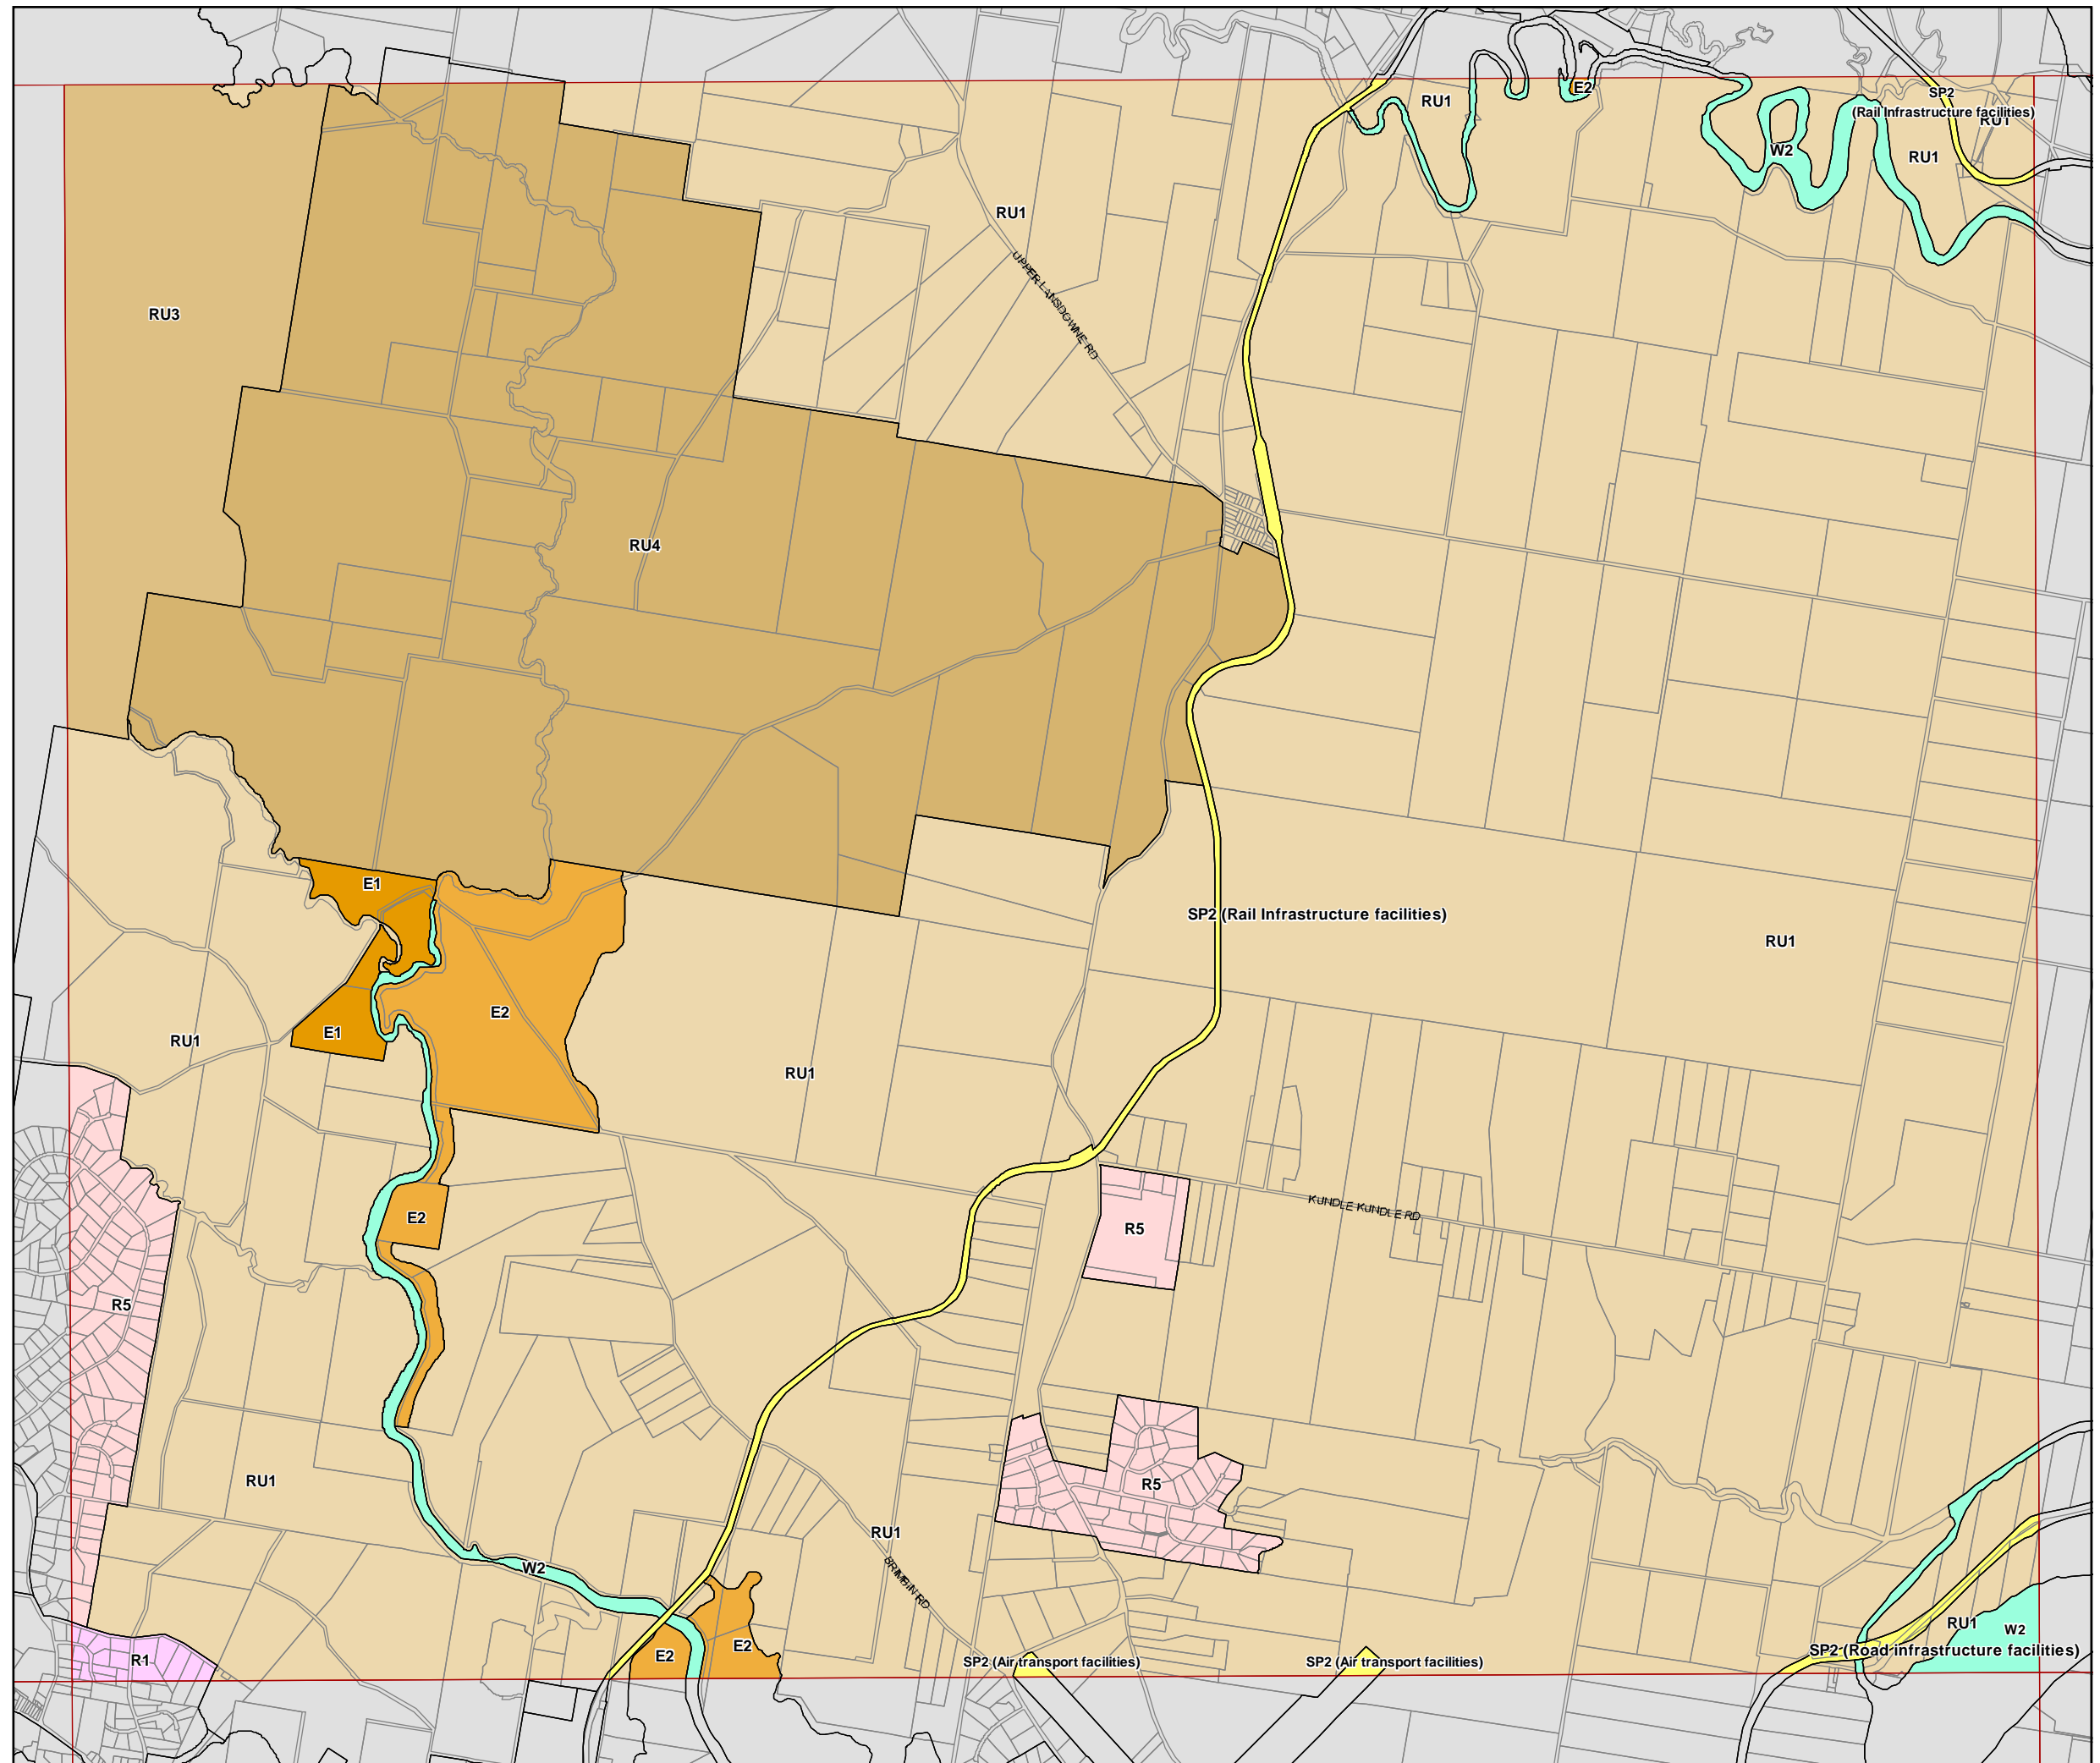 E2
SP2
(Rail Infrastructure facilities)
RU1
RU1
W2
RU1
RU1
UPPER LANSDOWNE RD
RU3
RU4
E1
SP2 (Rail Infrastructure facilities)
RU1
E2
E1
RU1
RU1
KUNDLE KUNDLE RD
E2
R5
R5
RU1
R5
RU1
W2
BRIMBIN RD
RU1
W2
R1
E2
E2
SP2 (Air transport facilities)
SP2 (Air transport facilities)
SP2 (Road infrastructure facilities)